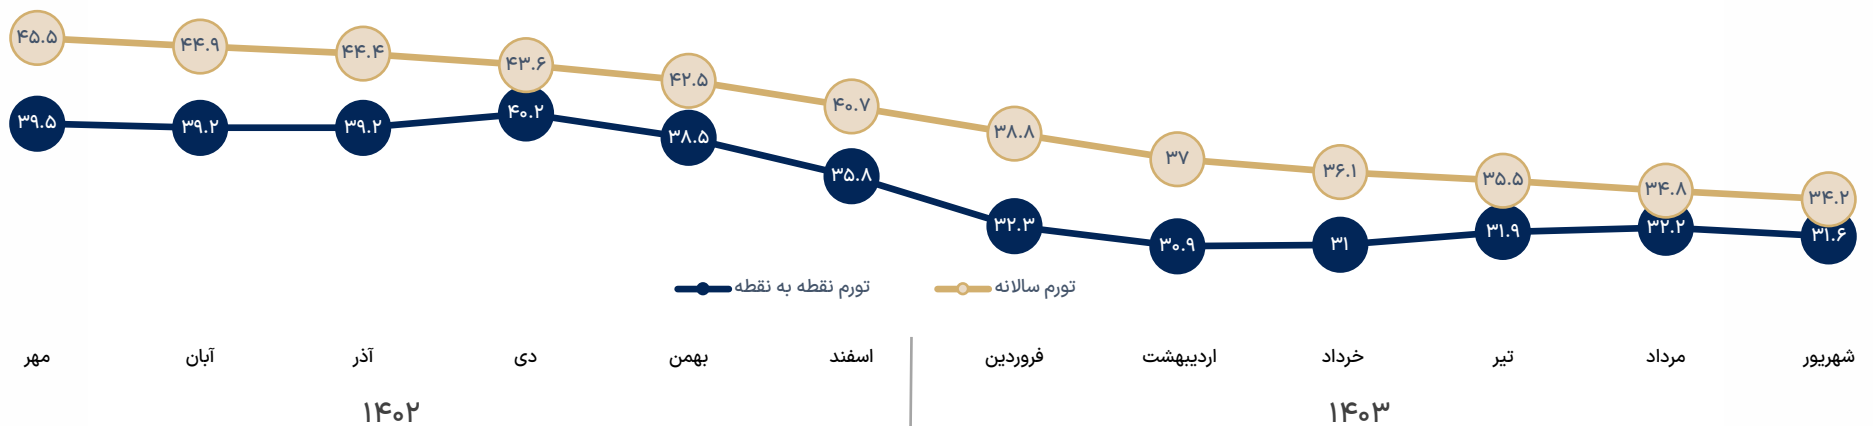 ۴۵.۵ ۴۴.۹ ۴۴.۴ ۴۳.۶ ۴۲.۵ ۴۰.۷ ۳۸.۸ ۳۷ ۳۶.۱ ۳۵.۵ ۳۴.۸ ۳۴.۲
۳۹.۵ ۳۹.۲ ۳۹.۲ ۴۰.۲ ۳۸.۵ ۳۵.۸ ۳۲.۳ ۳۰.۹ ۳۱ ۳۱.۹ ۳۲.۲ ۳۱.۶
تورم نقطه به نقطه
تورم سالانه
مهر آبان آذر دی بهمن اسفند فروردین اردیبهشت خرداد تیر مرداد شهریور
۱۴۰۲ ۱۴۰۳